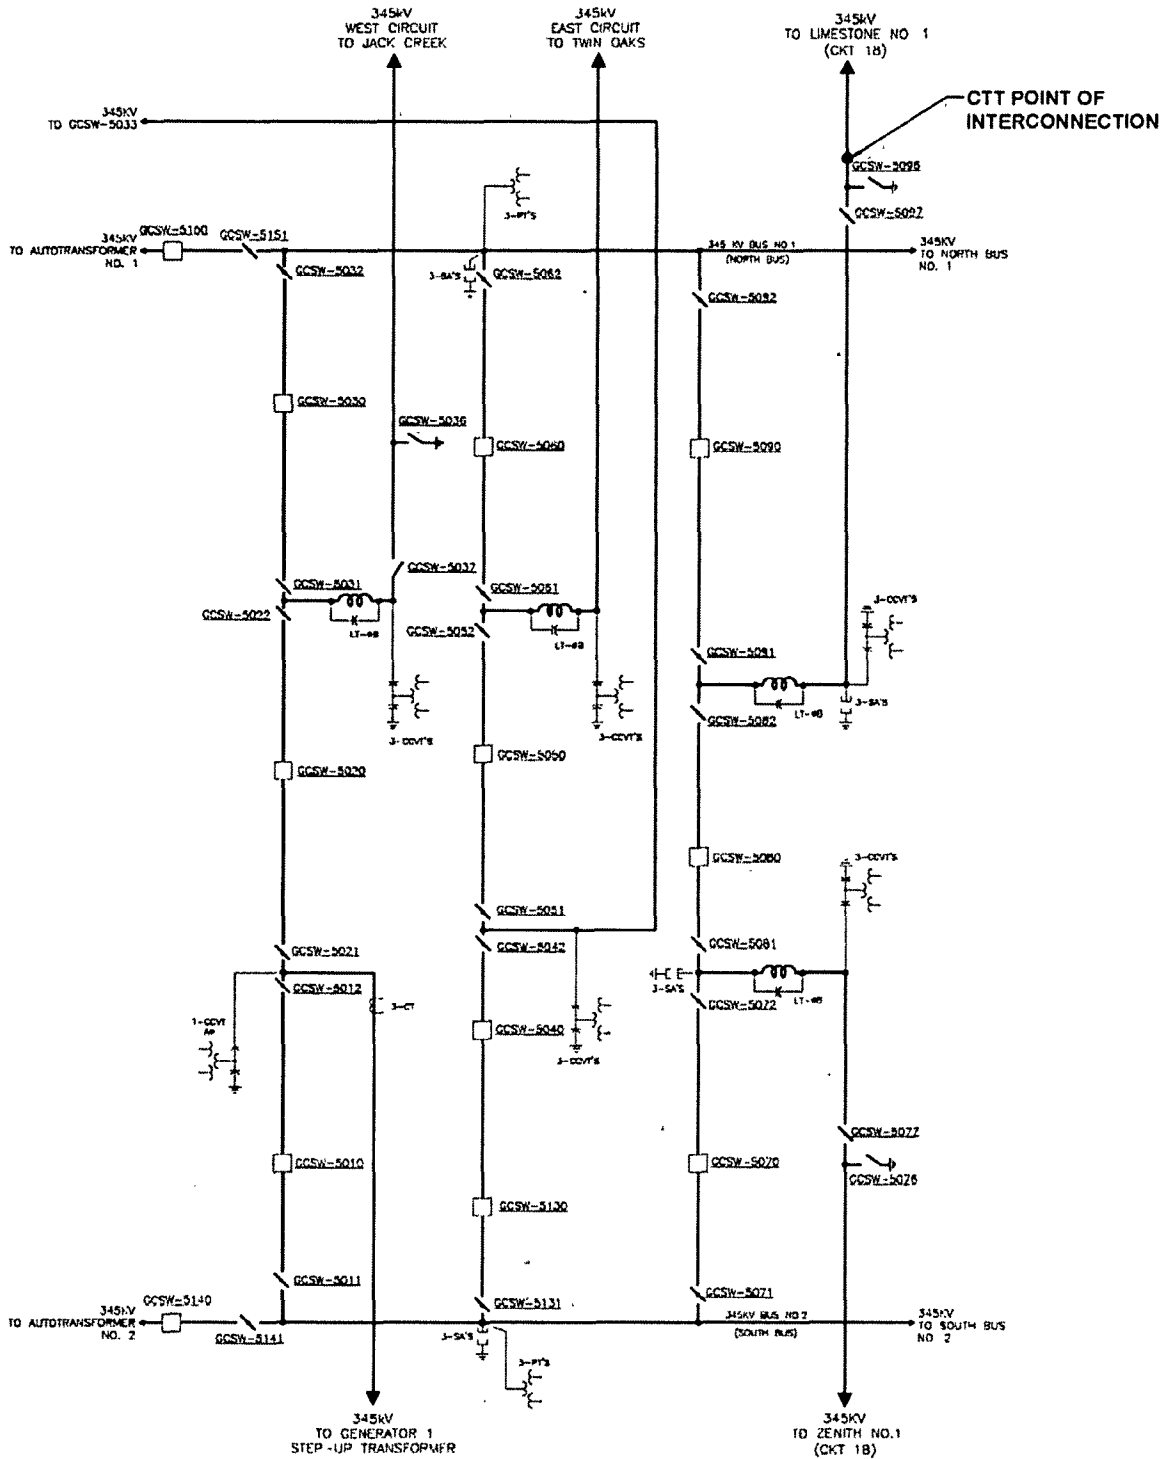 345kV
WEST CIRCUIT
TO JACK CREEK
345kV
EAST CIRCUIT
TO TWIN OAKS
345kV
TO LIMESTONE NO 1
(CKT 18)
CTT POINT OF
INTERCONNECTION
345KV
TO GCSW-5033
GCSW-5097
3-PT'S
GCSW-5151
345KV
TO AUTOTRANSFORMER
NO. 1
345 KV BUS NO.1
(NORTH BUS)
345KV
TO NORTH BUS
NO. 1
GCSW-5032
3-SA'S
GCSW-5062
GCSW-5092
GCSW-5030
GCSW-5036
GCSW-5060
GCSW-5090
GCSW-5037
GCSW-5031
GCSW-5061
GCSW-5022
GCSW-5052
3-CCVT'S
GCSW-5091
3-SA'S
GCSW-5082
3-CCVT'S
3-CCVT'S
GCSW-5050
GCSW-5020
GCSW-5080
3-CCVT'S
GCSW-5051
GCSW-5042
GCSW-5081
GCSW-5021
GCSW-5012
3-SA'S
GCSW-5072
3-CT
1-CCVT
GCSW-5040
3-CCVT'S
GCSW-5077
GCSW-5010
GCSW-5070
GCSW-5076
GCSW-5130
GCSW-5011
GCSW-5071
GCSW-5131
GCSW-5140
345KV
TO AUTOTRANSFORMER
NO. 2
GCSW-5141
345KV BUS NO.2
(SOUTH BUS)
345KV
TO SOUTH BUS
NO. 2
3-SA'S
3-PT'S
345kV
TO GENERATOR 1
STEP-UP TRANSFORMER
345KV
TO ZENITH NO.1
(CKT 18)